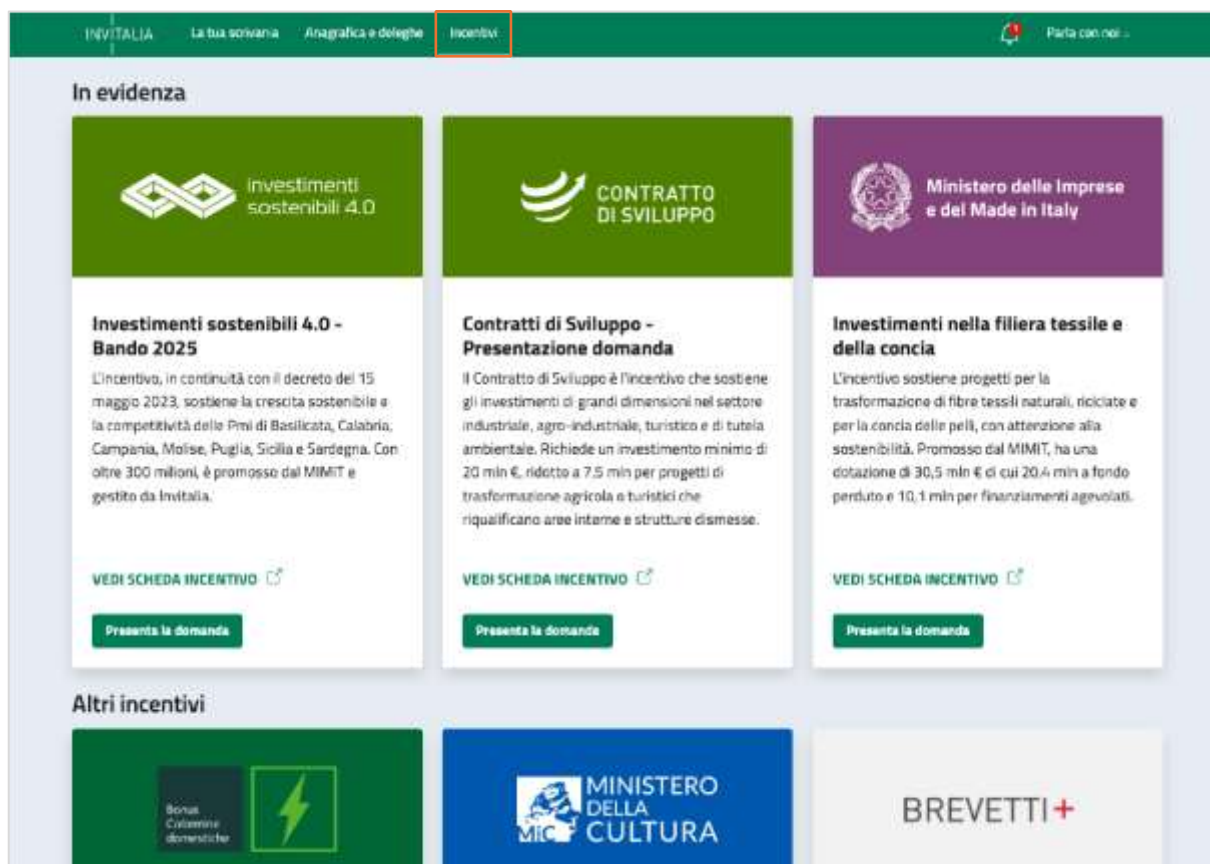 INVITALIA La tua scrivania Anagrafica e deleghe Incentivi Parla con noi
In evidenza
investimenti
sostenibili 4.0
CONTRATTO
DI SVILUPPO
Ministero delle Imprese
e del Made in Italy
Investimenti sostenibili 4.0 -
Bando 2025
L'incentivo, in continuità con il decreto del 15
maggio 2023, sostiene la crescita sostenibile e
la competitività delle Pmi di Basilicata, Calabria,
Campania, Molise, Puglia, Sicilia e Sardegna. Con
oltre 300 milioni, è promosso dal MIMIT e
gestito da Invitalia.
VEDI SCHEDA INCENTIVO
Presenta la domanda
Contratti di Sviluppo -
Presentazione domanda
Il Contratto di Sviluppo è l'incentivo che sostiene
gli investimenti di grandi dimensioni nel settore
industriale, agro-industriale, turistico e di tutela
ambientale. Richiede un investimento minimo di
20 mln €, ridotto a 7.5 mln per progetti di
trasformazione agricola o turistici che
riqualificano aree interne e strutture dismesse.
VEDI SCHEDA INCENTIVO
Presenta la domanda
Investimenti nella filiera tessile e
della concia
L'incentivo sostiene progetti per la
trasformazione di fibre tessili naturali, riciclate e
per la concia delle pelli, con attenzione alla
sostenibilità. Promosso dal MIMIT, ha una
dotazione di 30,5 mln € di cui 20.4 mln a fondo
perduto e 10,1 mln per finanziamenti agevolati.
VEDI SCHEDA INCENTIVO
Presenta la domanda
Altri incentivi
Bonus
Colonnine
domestiche
MiC
MINISTERO
DELLA
CULTURA
BREVETTI+